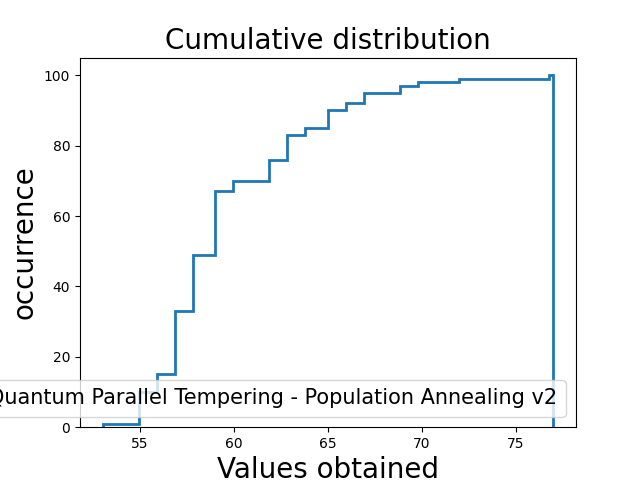 Cumulative distribution
occurrence
100
80
60
40
20
0
Quantum Parallel Tempering - Population Annealing v2
55 60 65 70 75
Values obtained